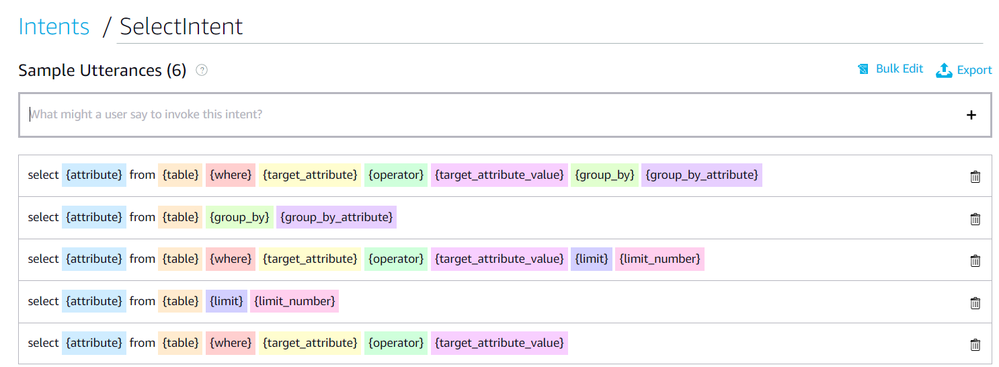 Intents / SelectIntent
Sample Utterances (6) ? Bulk Edit Export
What might a user say to invoke this intent? +
select {attribute} from {table} {where} {target_attribute} {operator} {target_attribute_value} {group_by} {group_by_attribute}
select {attribute} from {table} {group_by} {group_by_attribute}
select {attribute} from {table} {where} {target_attribute} {operator} {target_attribute_value} {limit} {limit_number}
select {attribute} from {table} {limit} {limit_number}
select {attribute} from {table} {where} {target_attribute} {operator} {target_attribute_value}